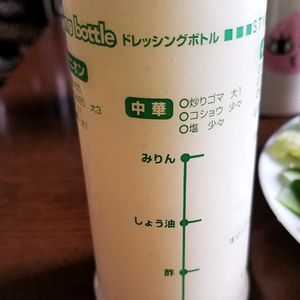 bottle ドレッシングボトル
中華
○炒りゴマ 大1
○コショウ 少々
○塩 少々
みりん
しょう油
酢